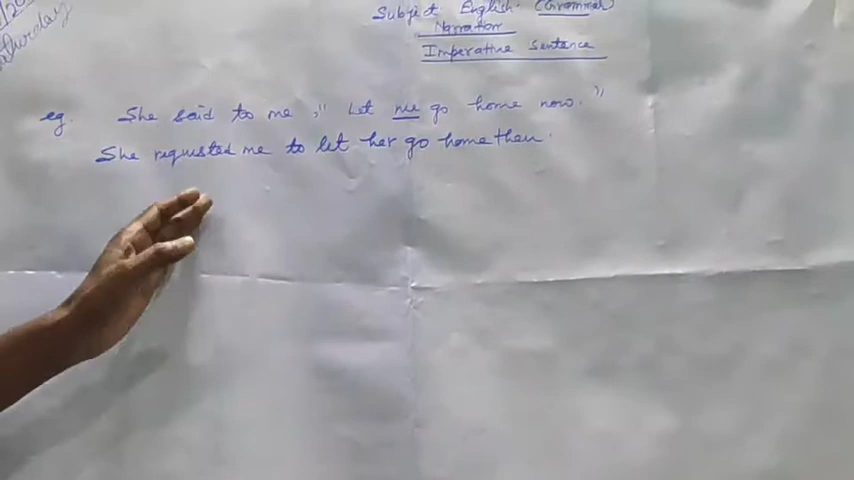 Subject English. (Grammar)
Narration
Imperative Sentence
eg. She said to me ," Let me go home now."
She requested me to let her go home then.